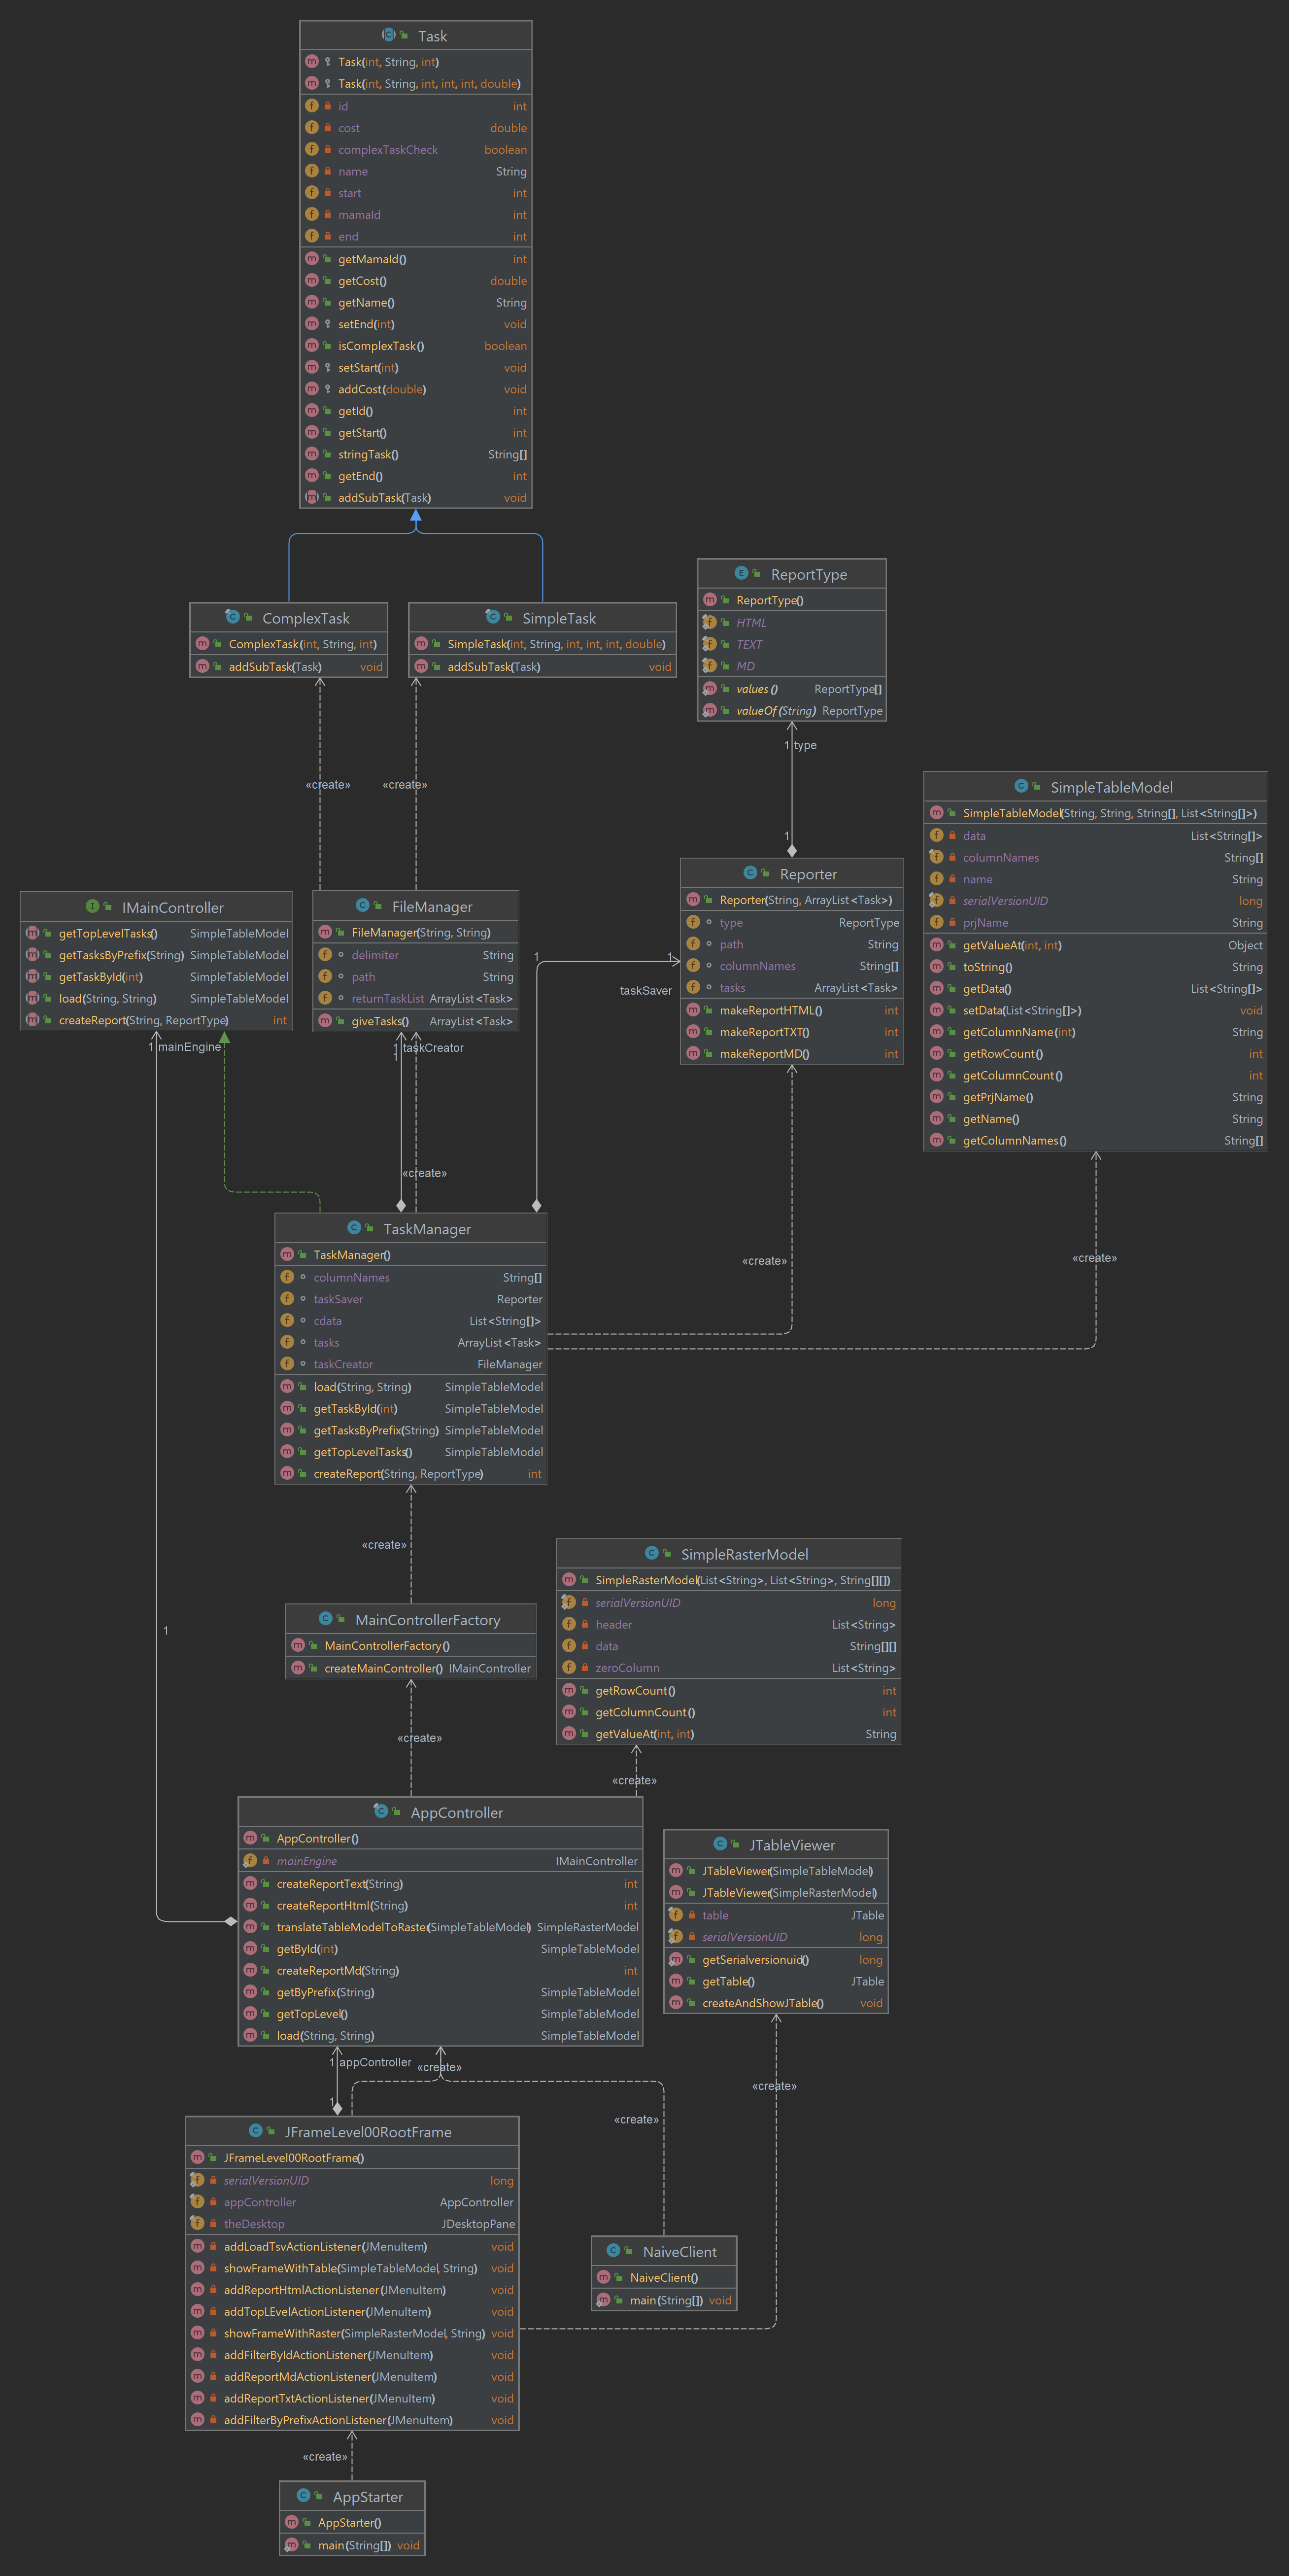 Task
Task(int, String, int)
Task(int, String, int, int, int, double)
id int
cost double
complexTaskCheck boolean
name String
start int
mamaId int
end int
getMamaId() int
getCost() double
getName() String
setEnd(int) void
isComplexTask() boolean
setStart(int) void
addCost(double) void
getId() int
getStart() int
stringTask() String[]
getEnd() int
addSubTask(Task) void
ComplexTask
ComplexTask(int, String, int)
addSubTask(Task) void
SimpleTask
SimpleTask(int, String, int, int, int, double)
addSubTask(Task) void
ReportType
ReportType()
HTML
TEXT
MD
values() ReportType[]
valueOf(String) ReportType
1 type
«create»
«create»
1
SimpleTableModel
SimpleTableModel(String, String, String[], List<String[]>)
data List<String[]>
columnNames String[]
name String
serialVersionUID long
prjName String
getValueAt(int, int) Object
toString() String
getData() List<String[]>
setData(List<String[]>) void
getColumnName(int) String
getRowCount() int
getColumnCount() int
getPrjName() String
getName() String
getColumnNames() String[]
Reporter
Reporter(String, ArrayList<Task>)
type ReportType
path String
columnNames String[]
tasks ArrayList<Task>
makeReportHTML() int
makeReportTXT() int
makeReportMD() int
IMainController
getTopLevelTasks() SimpleTableModel
getTasksByPrefix(String) SimpleTableModel
getTaskById(int) SimpleTableModel
load(String, String) SimpleTableModel
createReport(String, ReportType) int
FileManager
FileManager(String, String)
delimiter String
path String
returnTaskList ArrayList<Task>
giveTasks() ArrayList<Task>
1
1
taskSaver
1 mainEngine
1 taskCreator
1
«create»
TaskManager
TaskManager()
columnNames String[]
taskSaver Reporter
cdata List<String[]>
tasks ArrayList<Task>
taskCreator FileManager
load(String, String) SimpleTableModel
getTaskById(int) SimpleTableModel
getTasksByPrefix(String) SimpleTableModel
getTopLevelTasks() SimpleTableModel
createReport(String, ReportType) int
«create»
«create»
«create»
SimpleRasterModel
SimpleRasterModel(List<String>, List<String>, String[][])
serialVersionUID long
header List<String>
data String[][]
zeroColumn List<String>
getRowCount() int
getColumnCount() int
getValueAt(int, int) String
MainControllerFactory
MainControllerFactory()
createMainController() IMainController
1
«create»
«create»
AppController
AppController()
mainEngine IMainController
createReportText(String) int
createReportHtml(String) int
translateTableModelToRaster(SimpleTableModel) SimpleRasterModel
getById(int) SimpleTableModel
createReportMd(String) int
getByPrefix(String) SimpleTableModel
getTopLevel() SimpleTableModel
load(String, String) SimpleTableModel
JTableViewer
JTableViewer(SimpleTableModel)
JTableViewer(SimpleRasterModel)
table JTable
serialVersionUID long
getSerialversionuid() long
getTable() JTable
createAndShowJTable() void
1 appController
«create»
«create»
1
«create»
JFrameLevel00RootFrame
JFrameLevel00RootFrame()
serialVersionUID long
appController AppController
theDesktop JDesktopPane
addLoadTsvActionListener(JMenuItem) void
showFrameWithTable(SimpleTableModel, String) void
addReportHtmlActionListener(JMenuItem) void
addTopLEvelActionListener(JMenuItem) void
showFrameWithRaster(SimpleRasterModel, String) void
addFilterByIdActionListener(JMenuItem) void
addReportMdActionListener(JMenuItem) void
addReportTxtActionListener(JMenuItem) void
addFilterByPrefixActionListener(JMenuItem) void
NaiveClient
NaiveClient()
main(String[]) void
«create»
AppStarter
AppStarter()
main(String[]) void